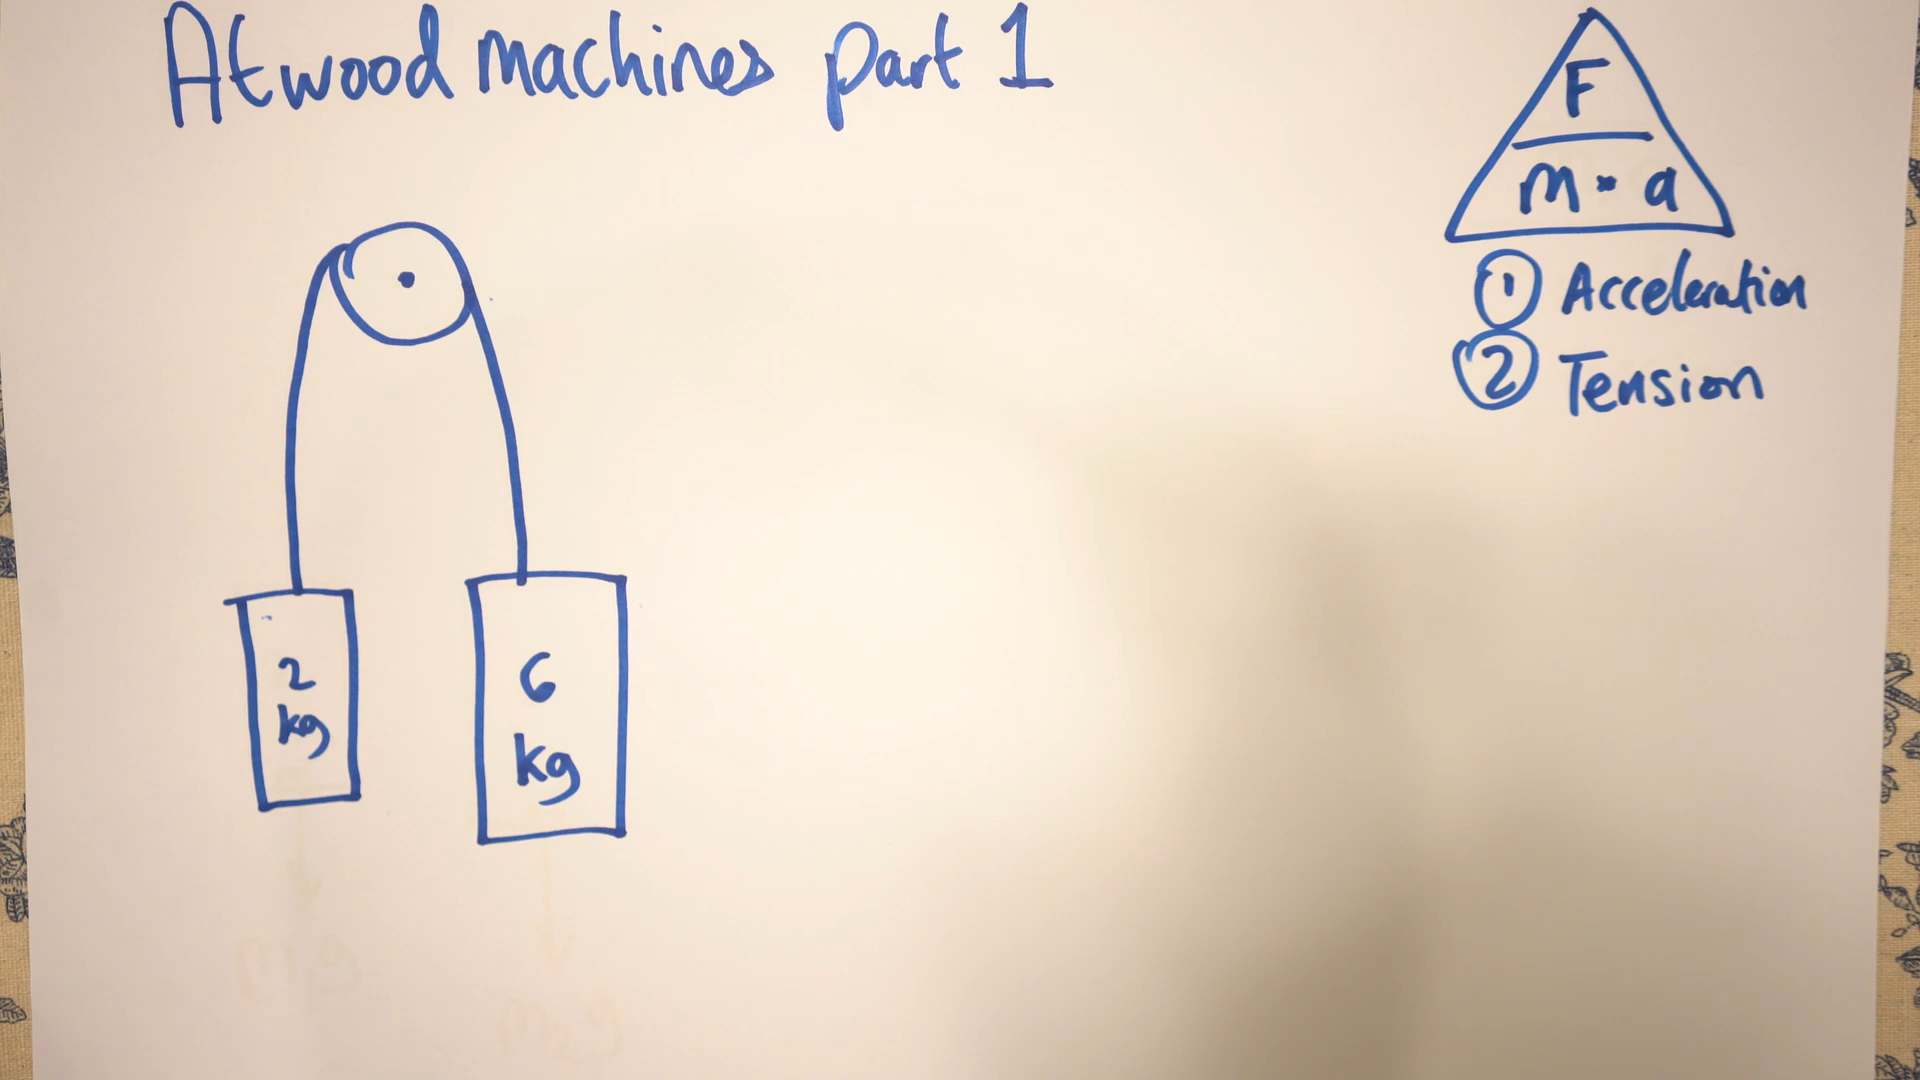 Atwood machines part 1
F
m • a
1 Acceleration
2 Tension
2
kg
6
kg